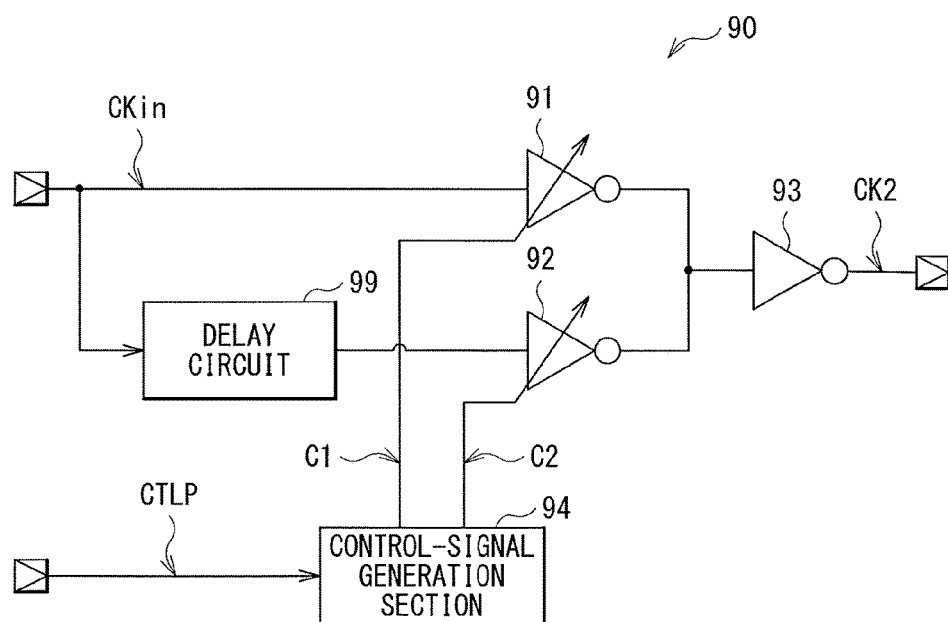 90
CKin
91
93
CK2
92
99
DELAY
CIRCUIT
C1
C2
CTLP
94
CONTROL-SIGNAL
GENERATION
SECTION